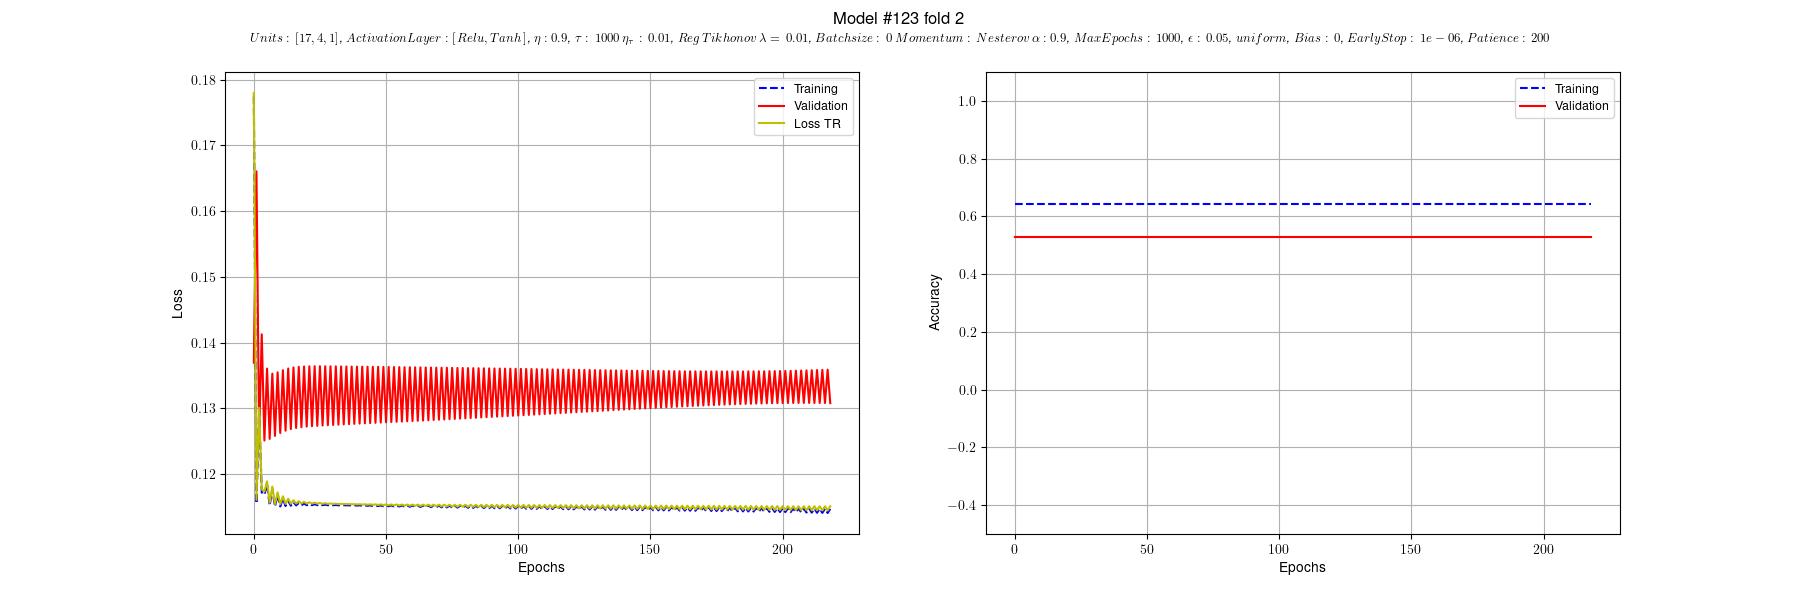 Model #123 fold 2
Units : [17, 4, 1], ActivationLayer : [Relu, Tanh], η : 0.9, τ : 1000 ητ : 0.01, Reg Tikhonov λ = 0.01, Batchsize : 0 Momentum : Nesterov α : 0.9, MaxEpochs : 1000, ϵ : 0.05, uniform, Bias : 0, EarlyStop : 1e − 06, Patience : 200
0.18
0.17
0.16
0.15
0.14
0.13
0.12
Loss
0 50 100 150 200
Epochs
Training
Validation
Loss TR
1.0
0.8
0.6
0.4
0.2
0.0
−0.2
−0.4
Accuracy
0 50 100 150 200
Epochs
Training
Validation